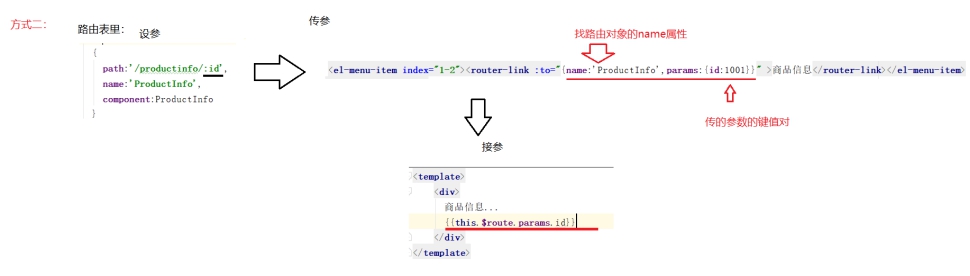 方式二：
路由表里：
设参
{
path:'/productinfo/:id',
name:'ProductInfo',
component:ProductInfo
}
传参
找路由对象的name属性
<el-menu-item index="1-2"><router-link :to="{name:'ProductInfo',params:{id:1001}}" >商品信息</router-link></el-menu-item>
传的参数的键值对
接参
<template>
<div>
商品信息...
{{this.$route.params.id}}
</div>
</template>